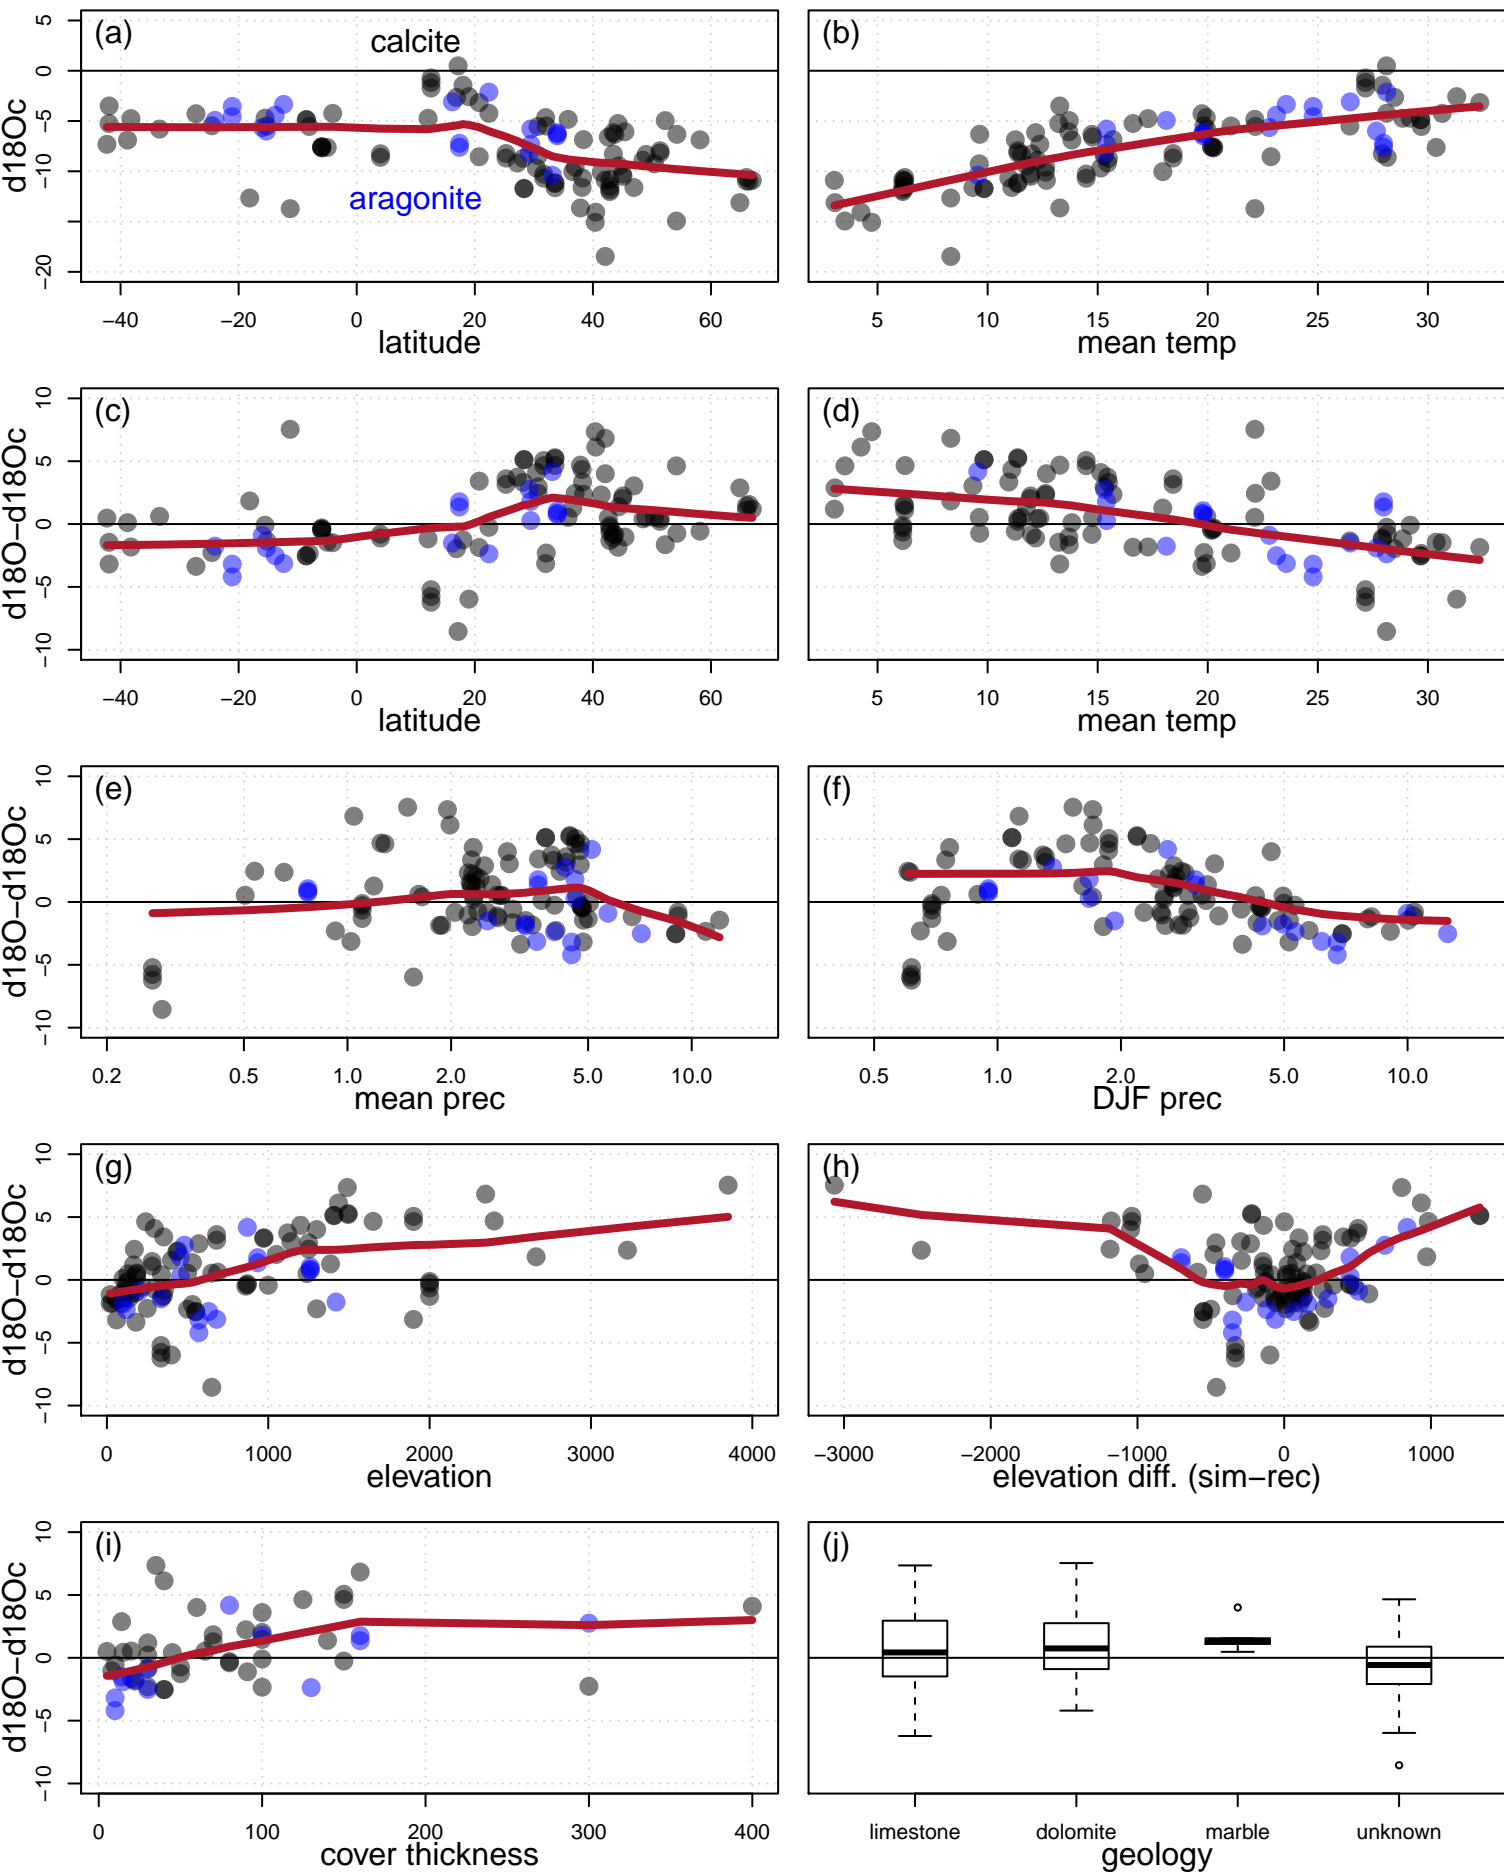 (a) calcite
aragonite
d18Oc
5
0
−5
−10
−20
−40 −20 0 20 40 60
latitude
(b)
5 10 15 20 25 30
mean temp
(c)
d18O−d18Oc
10
5
0
−5
−10
−40 −20 0 20 40 60
latitude
(d)
5 10 15 20 25 30
mean temp
(e)
d18O−d18Oc
10
5
0
−5
−10
0.2 0.5 1.0 2.0 5.0 10.0
mean prec
(f)
0.5 1.0 2.0 5.0 10.0
DJF prec
(g)
d18O−d18Oc
10
5
0
−5
−10
0 1000 2000 3000 4000
elevation
(h)
−3000 −2000 −1000 0 1000
elevation diff. (sim−rec)
(i)
d18O−d18Oc
10
5
0
−5
−10
0 100 200 300 400
cover thickness
(j)
limestone dolomite marble unknown
geology